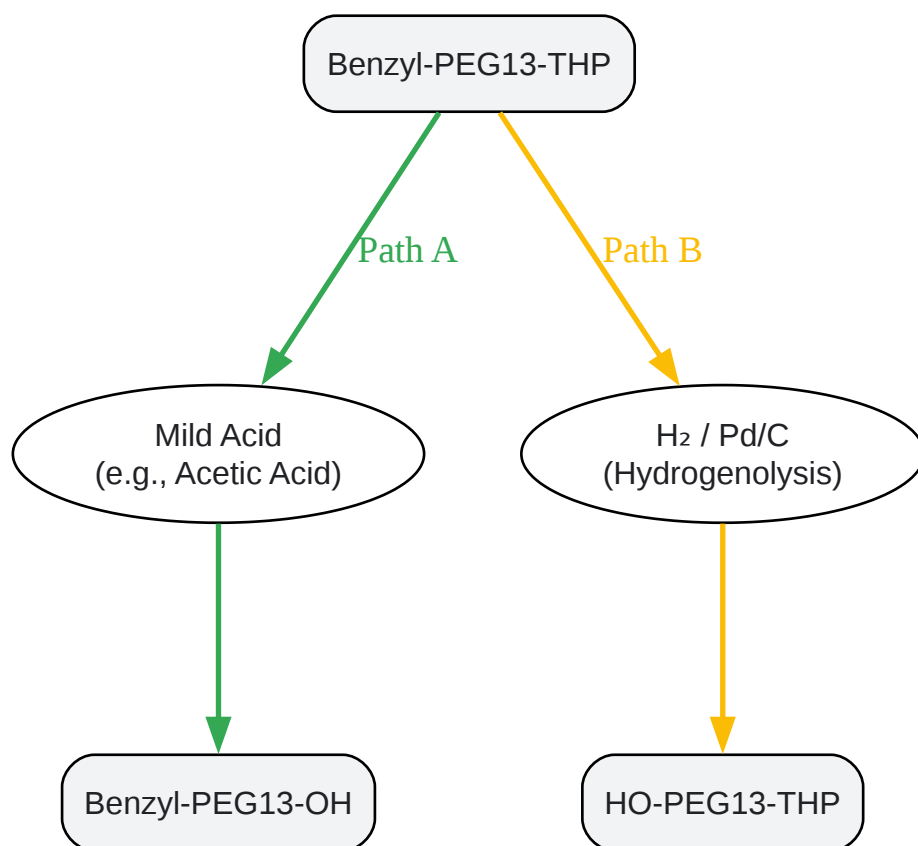 Benzyl-PEG13-THP
Path A
Path B
Mild Acid
(e.g., Acetic Acid)
H₂ / Pd/C
(Hydrogenolysis)
Benzyl-PEG13-OH
HO-PEG13-THP